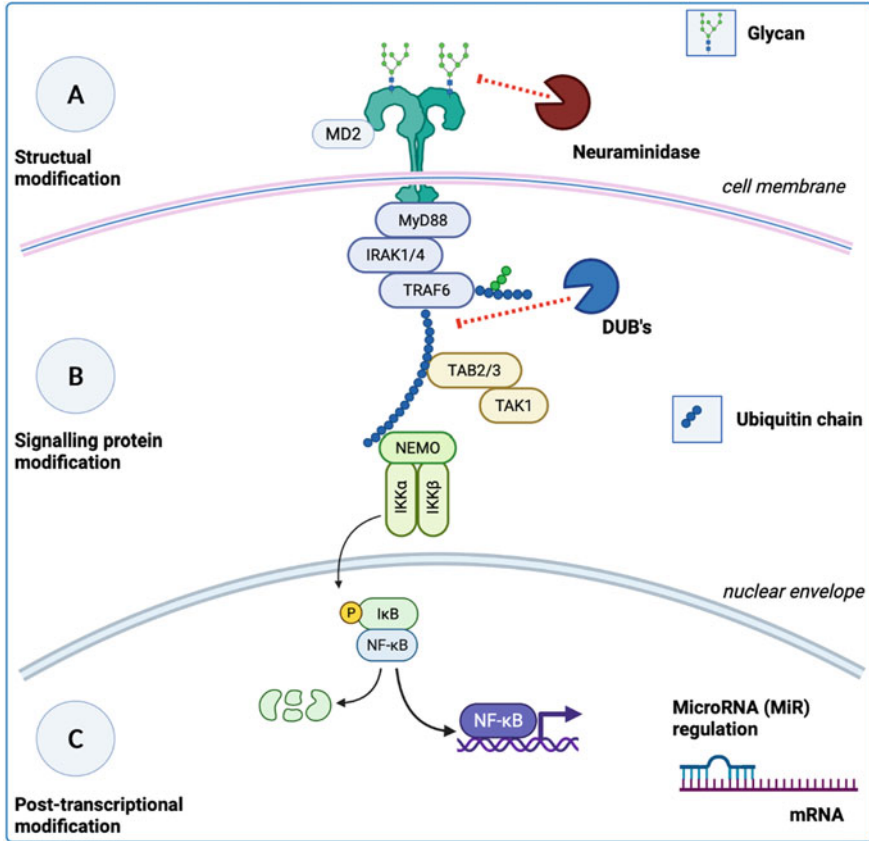 Glycan
A
MD2
Structual
modification
Neuraminidase
cell membrane
MyD88
IRAK1/4
TRAF6
DUB's
B
TAB2/3
TAK1
Signalling protein
modification
Ubiquitin chain
NEMO
IKKα
IKKβ
nuclear envelope
P
IκB
NF-κB
C
NF-κB
MicroRNA (MiR)
regulation
Post-transcriptional
modification
mRNA